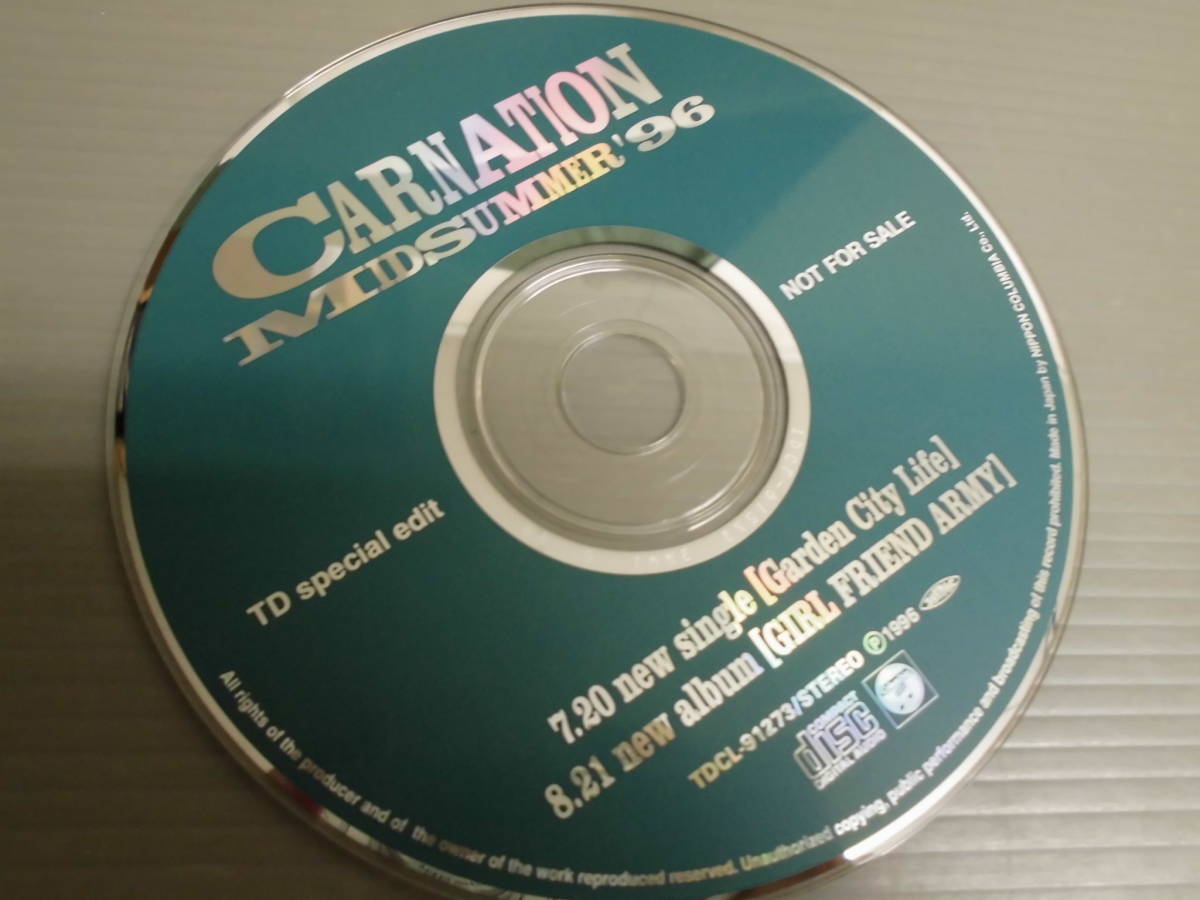 CARNATION
MIDSUMMER '96
NOT FOR SALE
TD special edit
7.20 new single [Garden City Life]
8.21 new album [GIRL FRIEND ARMY]
TDCL-91273/STEREO Ⓟ1996
COMPACT
disc
DIGITAL AUDIO
All rights of the producer and of the owner of the work reproduced reserved. Unauthorized copying, public performance and broadcasting of this record prohibited. Made in Japan by NIPPON COLUMBIA Co., Ltd.